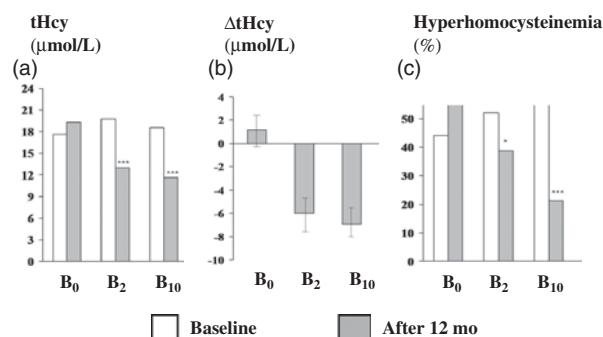 tHcy
(μmol/L)
ΔtHcy
(μmol/L)
Hyperhomocysteinemia
(%)
(a)
(b)
(c)
24
21
18
15
12
9
6
3
0
***
***
B₀
B₂
B₁₀
4
2
0
-2
-4
-6
-8
-10
B₀
B₂
B₁₀
50
40
30
20
10
0
*
***
B₀
B₂
B₁₀
Baseline
After 12 mo